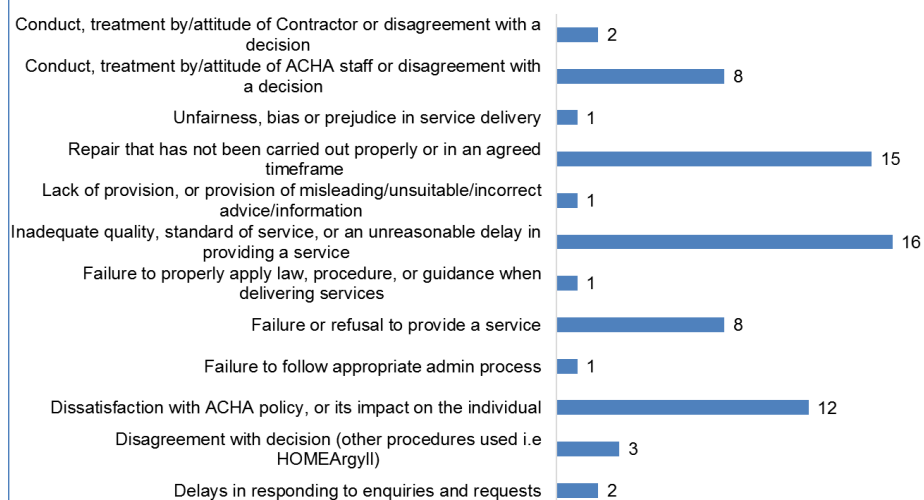 Conduct, treatment by/attitude of Contractor or disagreement with a
decision
2
Conduct, treatment by/attitude of ACHA staff or disagreement with
a decision
8
Unfairness, bias or prejudice in service delivery
1
Repair that has not been carried out properly or in an agreed
timeframe
15
Lack of provision, or provision of misleading/unsuitable/incorrect
advice/information
1
Inadequate quality, standard of service, or an unreasonable delay in
providing a service
16
Failure to properly apply law, procedure, or guidance when
delivering services
1
Failure or refusal to provide a service
8
Failure to follow appropriate admin process
1
Dissatisfaction with ACHA policy, or its impact on the individual
12
Disagreement with decision (other procedures used i.e
HOMEArgyll)
3
Delays in responding to enquiries and requests
2